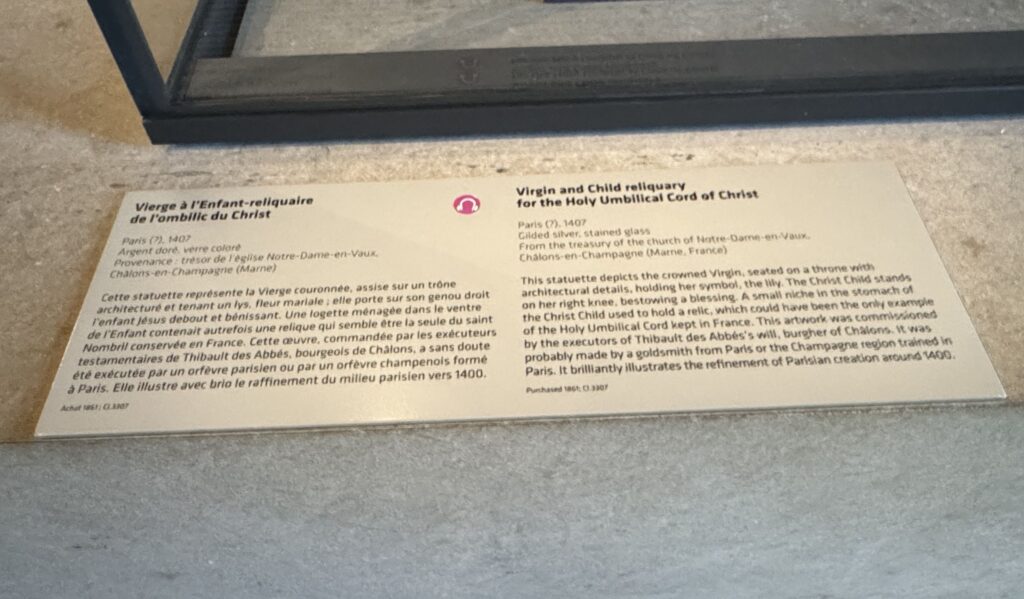 Vierge à l'Enfant-reliquaire
de l'ombilic du Christ
Paris (?), 1407
Argent doré, verre coloré
Provenance : trésor de l'église Notre-Dame-en-Vaux,
Châlons-en-Champagne (Marne)
Cette statuette représente la Vierge couronnée, assise sur un trône
architecturé et tenant un lys, fleur mariale ; elle porte sur son genou droit
l'enfant Jésus debout et bénissant. Une logette ménagée dans le ventre
de l'Enfant contenait autrefois une relique qui semble être la seule du saint
Nombril conservée en France. Cette œuvre, commandée par les exécuteurs
testamentaires de Thibault des Abbés, bourgeois de Châlons, a sans doute
été exécutée par un orfèvre parisien ou par un orfèvre champenois formé
à Paris. Elle illustre avec brio le raffinement du milieu parisien vers 1400.
Achat 1861 ; Cl.3307
Virgin and Child reliquary
for the Holy Umbilical Cord of Christ
Paris (?), 1407
Gilded silver, stained glass
From the treasury of the church of Notre-Dame-en-Vaux,
Châlons-en-Champagne (Marne, France)
This statuette depicts the crowned Virgin, seated on a throne with
architectural details, holding her symbol, the lily. The Christ Child stands
on her right knee, bestowing a blessing. A small niche in the stomach of
the Christ Child used to hold a relic, which could have been the only example
of the Holy Umbilical Cord kept in France. This artwork was commissioned
by the executors of Thibault des Abbés's will, burgher of Châlons. It was
probably made by a goldsmith from Paris or the Champagne region trained in
Paris. It brilliantly illustrates the refinement of Parisian creation around 1400.
Purchased 1861; Cl.3307